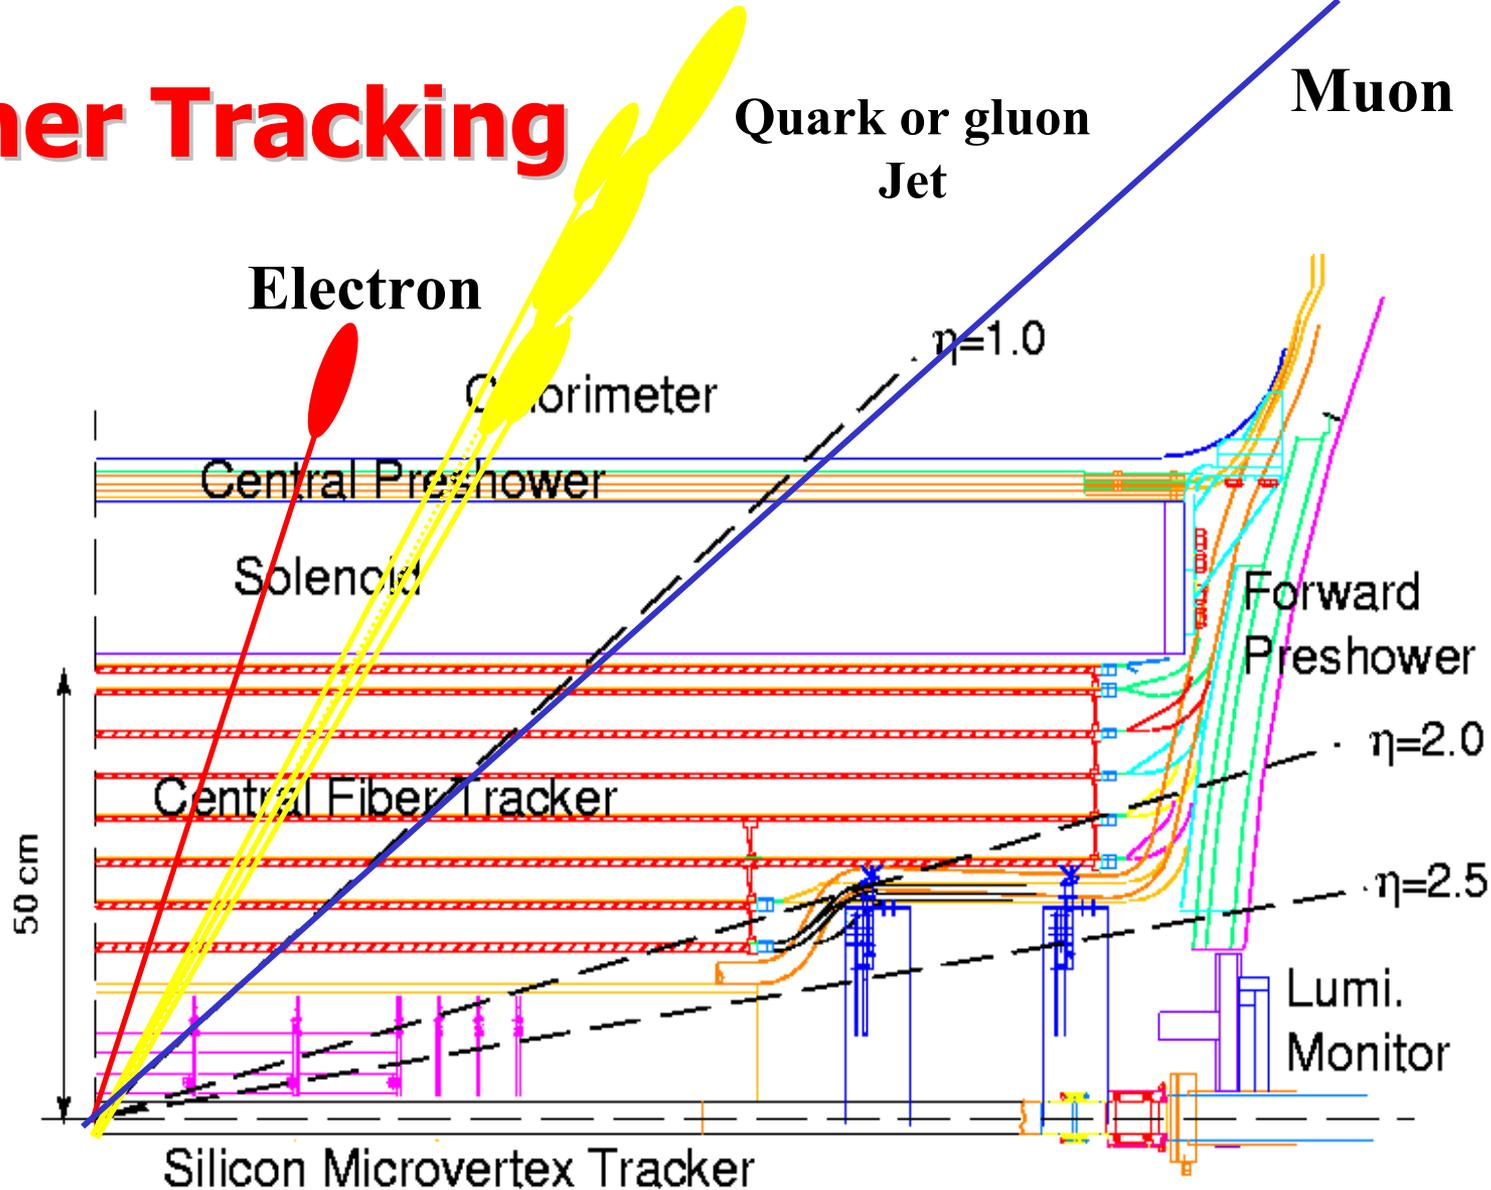 ner Tracking
Muon
Quark or gluon
Jet
Electron
η=1.0
Central Preshower
Solenoid
Forward
Preshower
η=2.0
Central Fiber Tracker
η=2.5
50 cm
Lumi.
Monitor
Silicon Microvertex Tracker